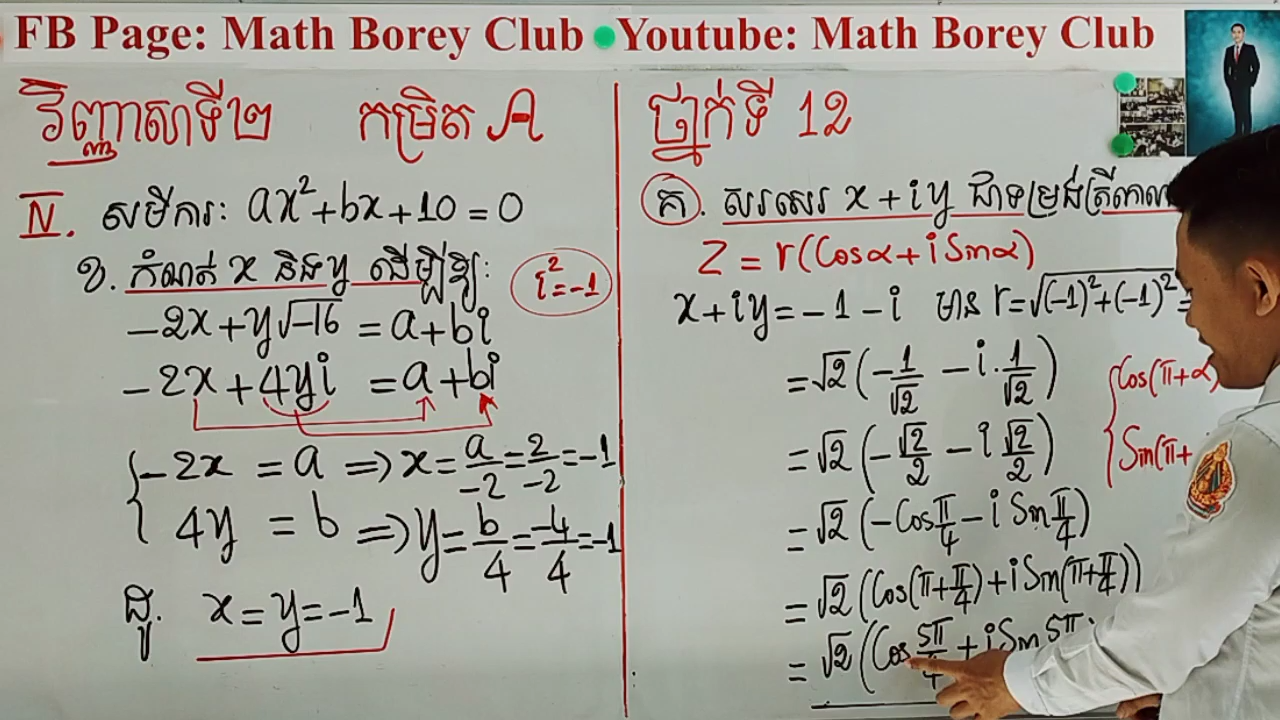 FB Page: Math Borey Club
Youtube: Math Borey Club
វិញ្ញាសាទី២ កម្រិត A
IV. សមីការ: ax²+bx+10=0
ខ. កំណត់ x និង y ដើម្បីឱ្យ:
i²=-1
-2x+y√-16 = a+bi
-2x+4yi = a+bi
-2x = a ⇒ x = a/-2 = 2/-2 = -1
4y = b ⇒ y = b/4 = -4/4 = -1
ដូ. x=y=-1
ថ្នាក់ទី 12
គ. សរសេរ x+iy ជាទម្រង់ត្រីកោណ
Z = r(Cosα+iSinα)
x+iy=-1-i មាន r=√(-1)²+(-1)²=
=√2(-1/√2 - i.1/√2)
=√2(-√2/2 - i √2/2)
=√2(-Cosπ/4 - i Sinπ/4)
=√2(Cos(π+π/4)+iSin(π+π/4))
=√2(Cos 5π/4 + iSin 5π
Cos(π+α)
Sin(π+